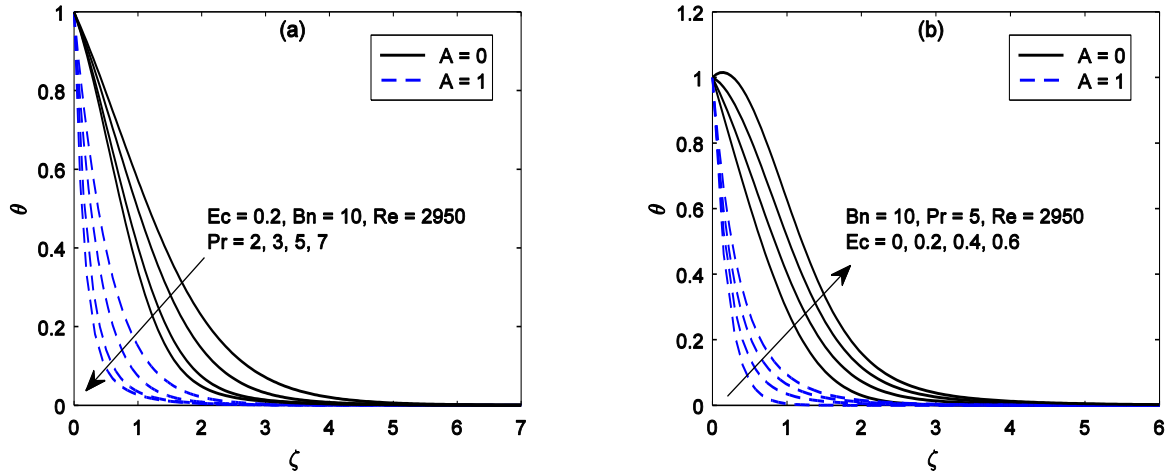 (a)
A = 0
A = 1
Ec = 0.2, Bn = 10, Re = 2950
Pr = 2, 3, 5, 7
θ
1
0.8
0.6
0.4
0.2
0
0 1 2 3 4 5 6 7
ζ
(b)
A = 0
A = 1
Bn = 10, Pr = 5, Re = 2950
Ec = 0, 0.2, 0.4, 0.6
θ
1.2
1
0.8
0.6
0.4
0.2
0
0 1 2 3 4 5 6
ζ